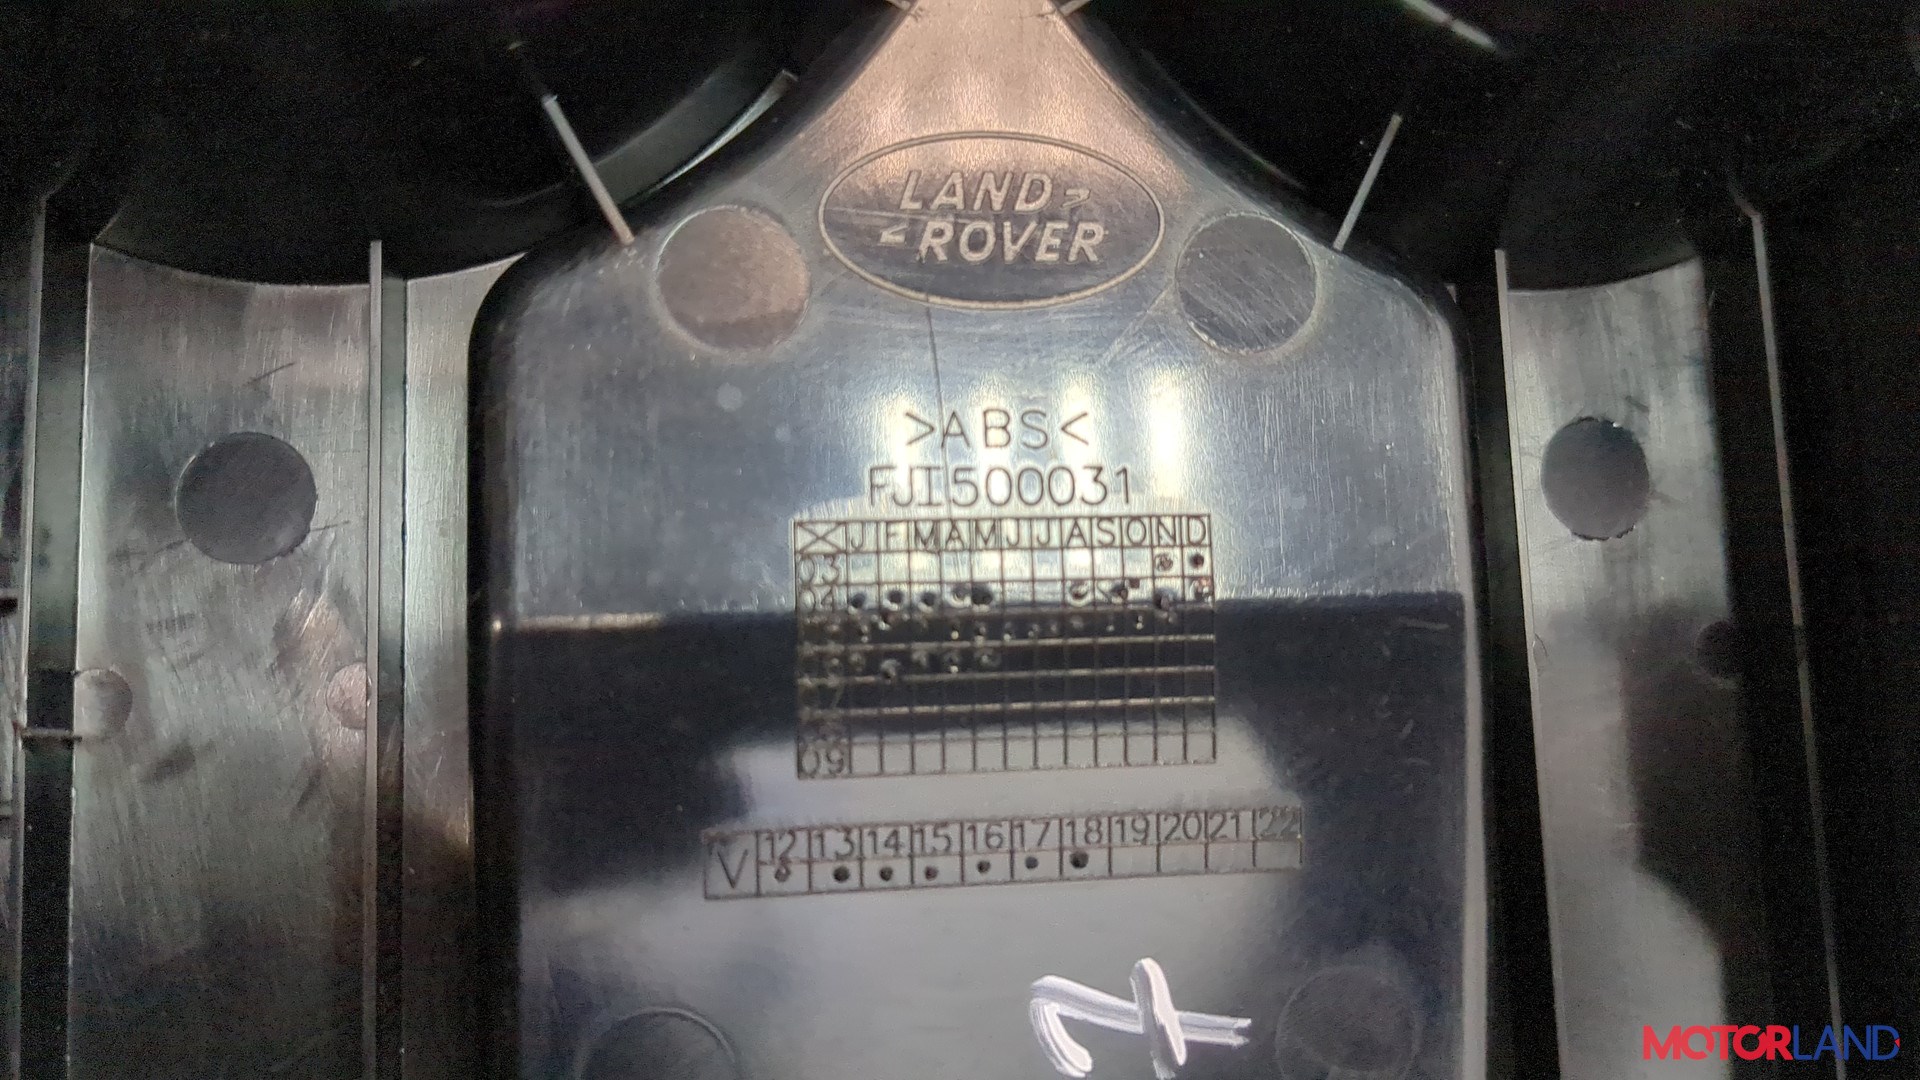 LAND
ROVER
>ABS<
FJI500031
J F M A M J J A S O N D
03
04
09
V 12 13 14 15 16 17 18 19 20 21 22
MOTORLAND